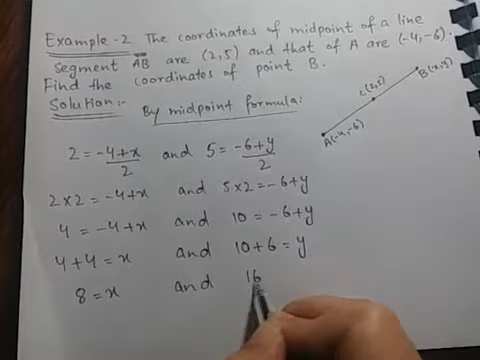 Example-2 The coordinates of midpoint of a line
segment AB are (2,5) and that of A are (-4,-6).
Find the coordinates of point B.
Solution:-
By midpoint formula:
A(-4,-6)
B(x,y)
2 = -4+x/2 and 5 = -6+y/2
2×2 = -4+x and 5×2 = -6+y
4 = -4+x and 10 = -6+y
4+4 = x and 10+6 = y
8 = x and 16